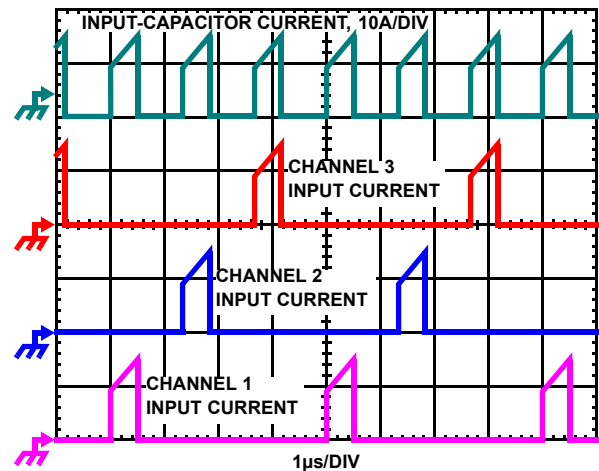 INPUT-CAPACITOR CURRENT, 10A/DIV
CHANNEL 3
INPUT CURRENT
CHANNEL 2
INPUT CURRENT
CHANNEL 1
INPUT CURRENT
1µs/DIV